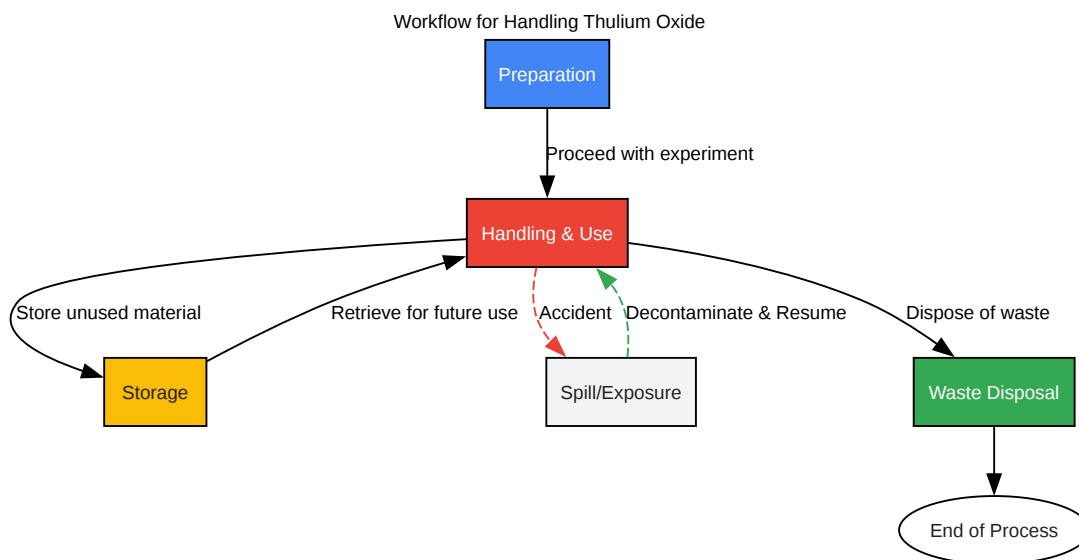 Workflow for Handling Thulium Oxide
Preparation
Proceed with experiment
Handling & Use
Store unused material
Retrieve for future use
Accident
Decontaminate & Resume
Dispose of waste
Storage
Spill/Exposure
Waste Disposal
End of Process